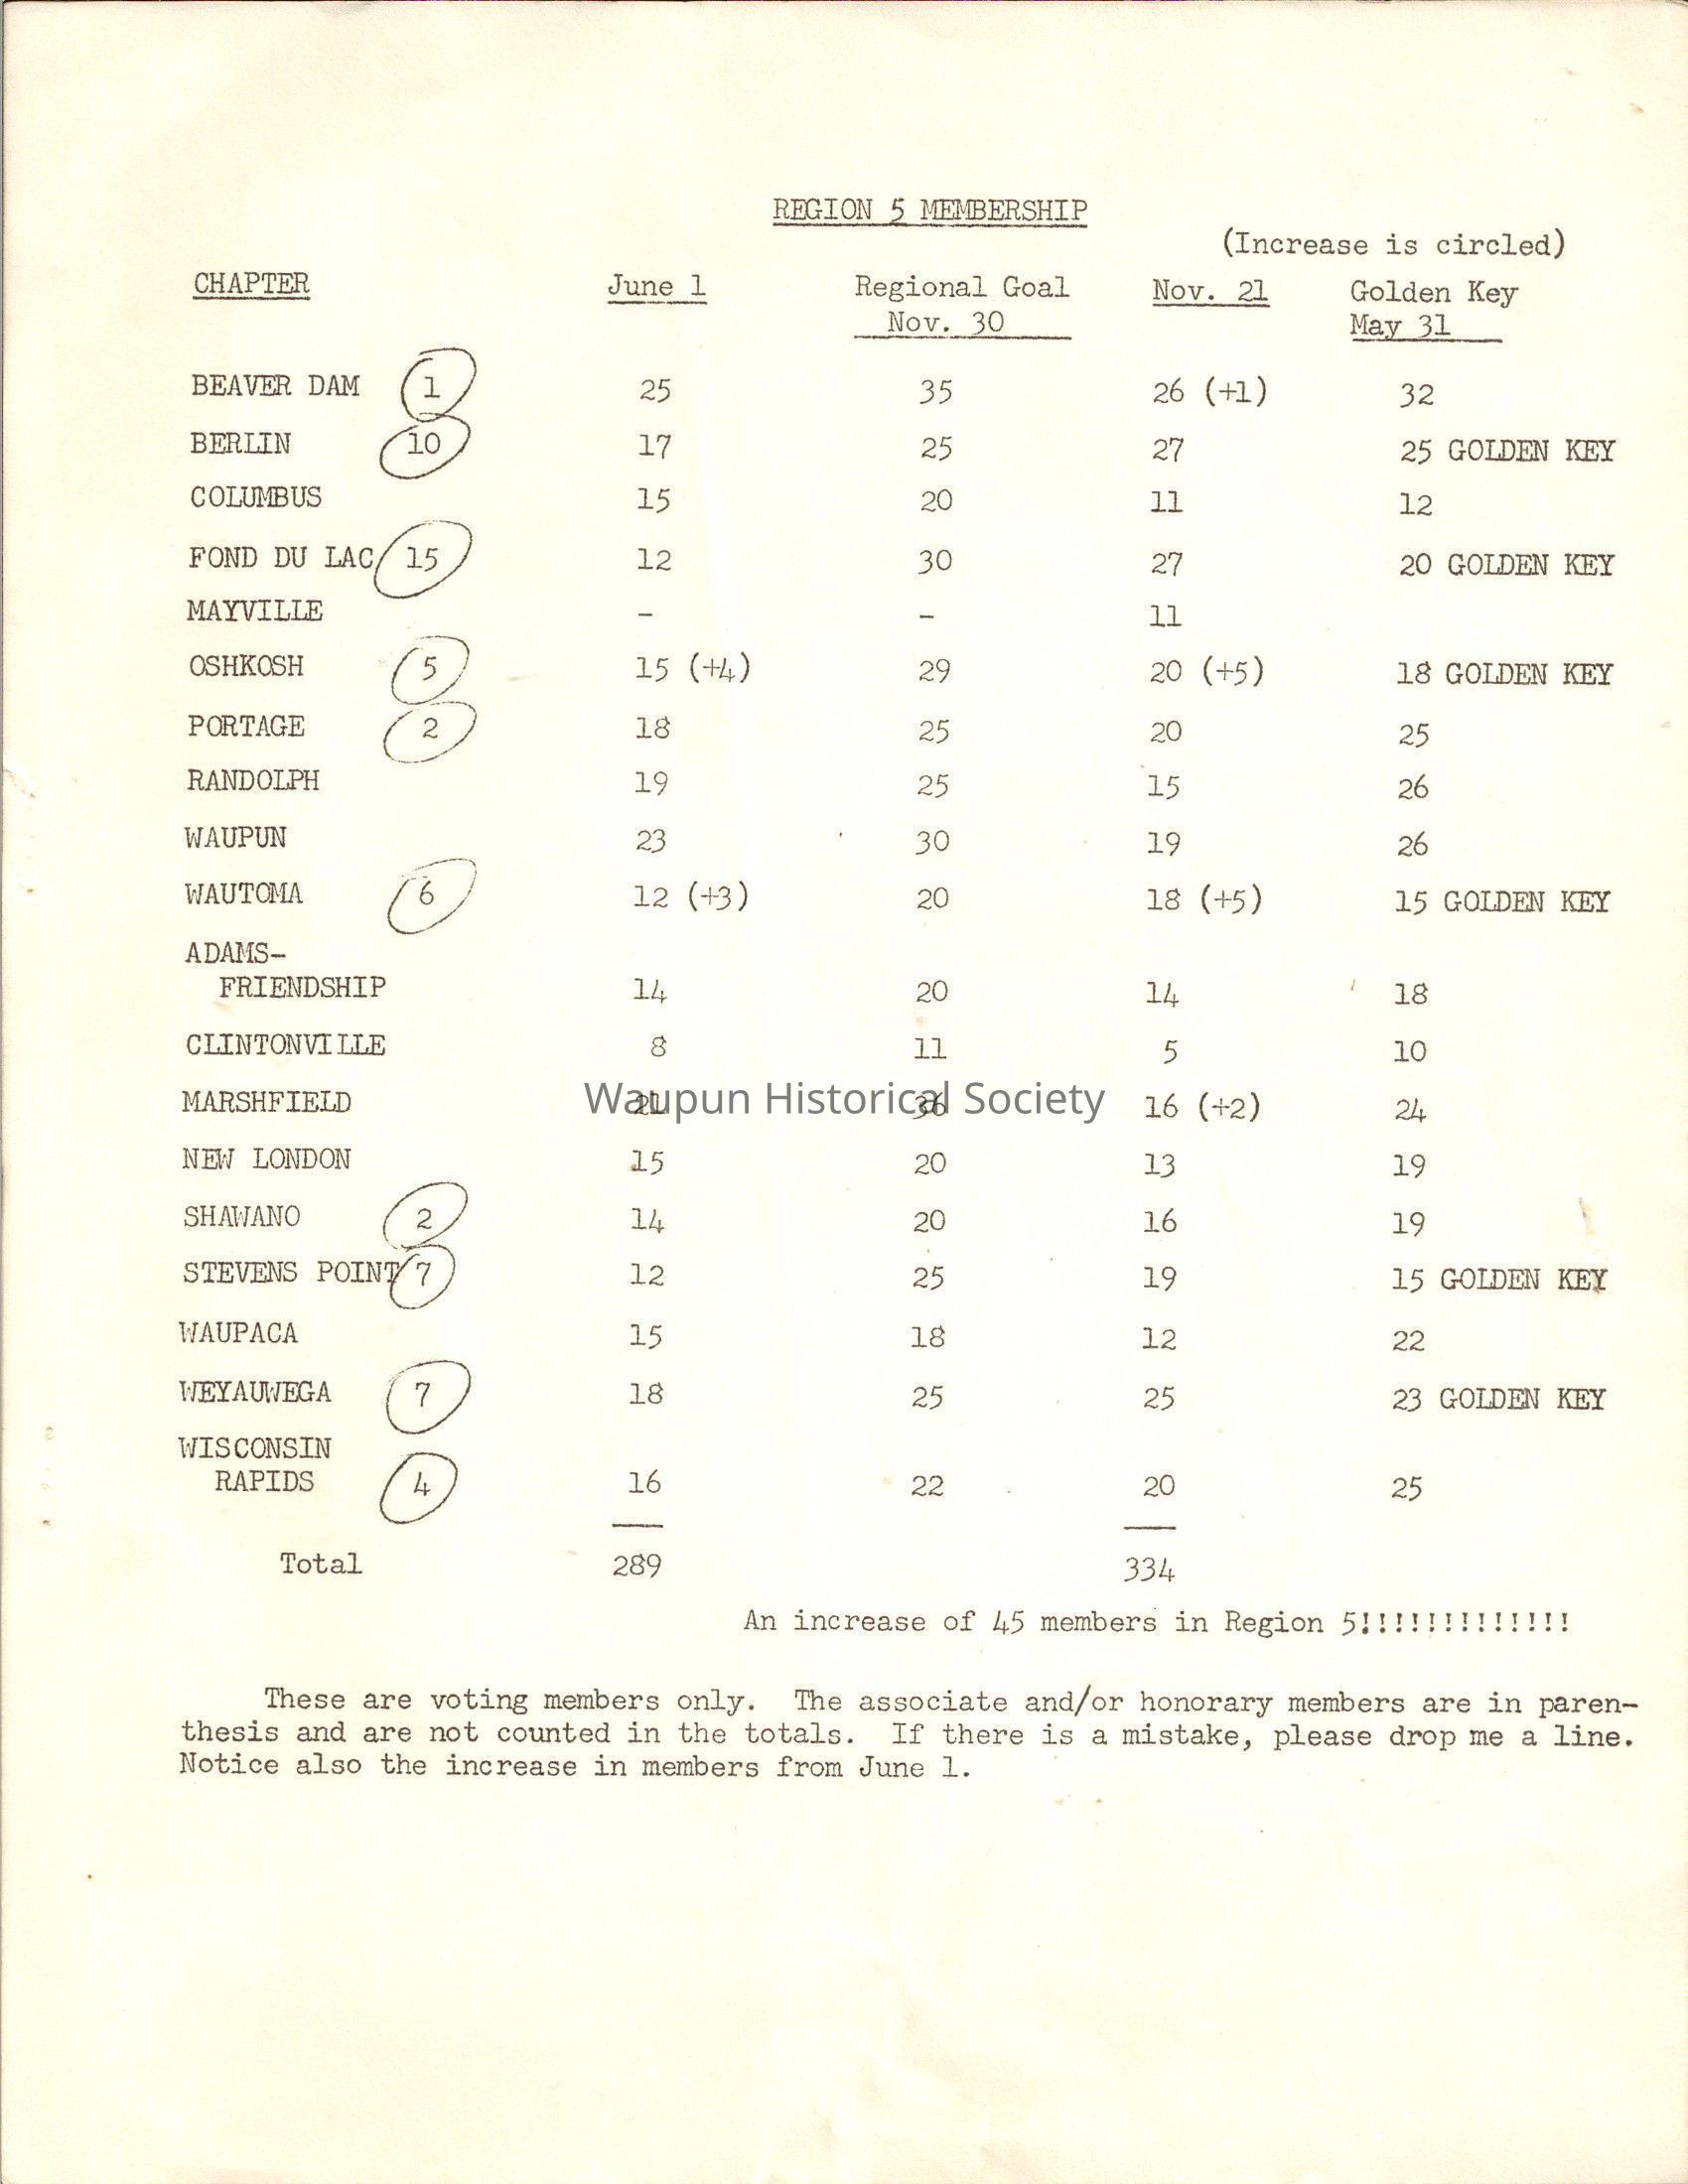 REGION 5 MEMBERSHIP
(Increase is circled)
CHAPTER June 1 Regional Goal Nov. 21 Golden Key
Nov. 30 May 31
BEAVER DAM 1 25 35 26 (+1) 32
BERLIN 10 17 25 27 25 GOLDEN KEY
COLUMBUS 15 20 11 12
FOND DU LAC 15 12 30 27 20 GOLDEN KEY
MAYVILLE - - 11
OSHKOSH 5 15 (+4) 29 20 (+5) 18 GOLDEN KEY
PORTAGE 2 18 25 20 25
RANDOLPH 19 25 15 26
WAUPUN 23 30 19 26
WAUTOMA 6 12 (+3) 20 18 (+5) 15 GOLDEN KEY
ADAMS-
FRIENDSHIP 14 20 14 18
CLINTONVILLE 8 11 5 10
MARSHFIELD 21 36 16 (+2) 24
Waupun Historical Society
NEW LONDON 15 20 13 19
SHAWANO 2 14 20 16 19
STEVENS POINT 7 12 25 19 15 GOLDEN KEY
WAUPACA 15 18 12 22
WEYAUWEGA 7 18 25 25 23 GOLDEN KEY
WISCONSIN
RAPIDS 4 16 22 20 25
Total 289 334
An increase of 45 members in Region 5!!!!!!!!!!!!!
These are voting members only. The associate and/or honorary members are in paren-
thesis and are not counted in the totals. If there is a mistake, please drop me a line.
Notice also the increase in members from June 1.